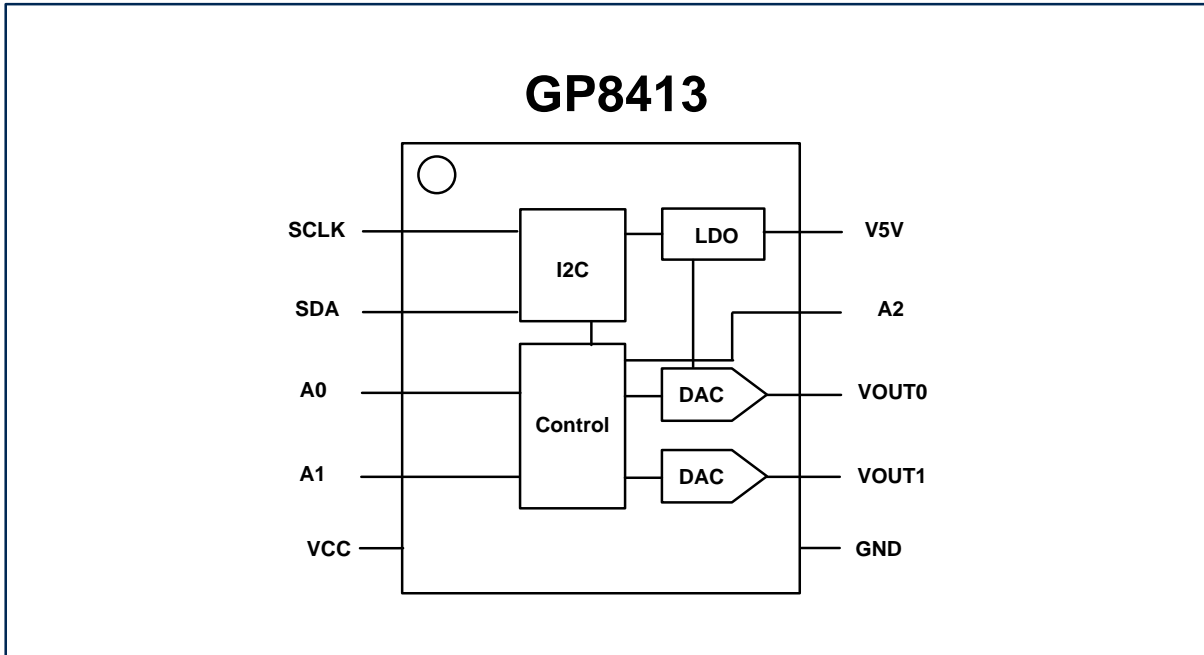 GP8413
SCLK
LDO
V5V
I2C
SDA
A2
A0
DAC
VOUT0
Control
A1
DAC
VOUT1
VCC
GND